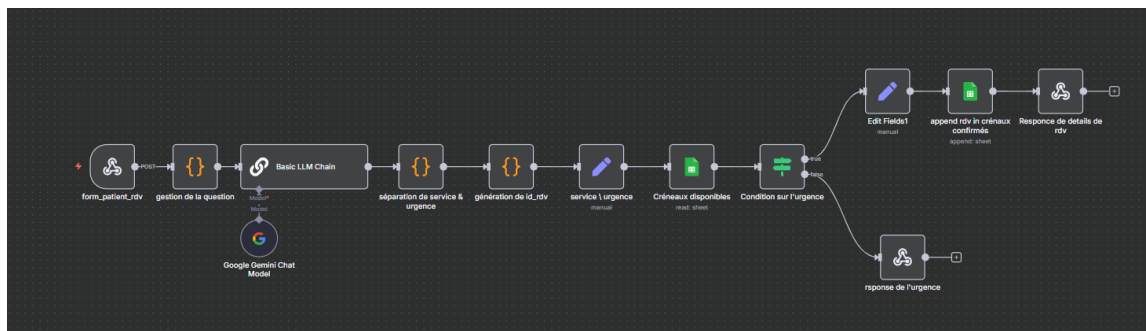 POST
form_patient_rdv
{}
gestion de la question
Basic LLM Chain
Model*
Model
G
Google Gemini Chat
Model
{}
séparation de service &
urgence
{}
génération de id_rdv
service \ urgence
manual
Créneaux disponibles
read: sheet
true
false
Condition sur l'urgence
Edit Fields1
manual
append rdv in crénaux
confirmés
append: sheet
Responce de details de
rdv
rsponse de l'urgence